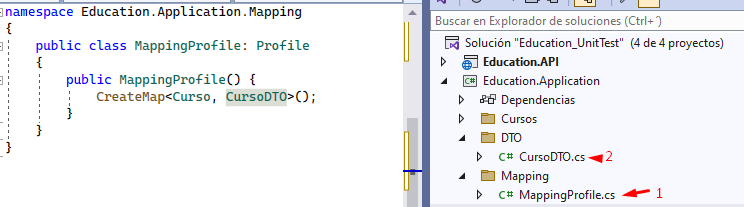 namespace Education.Application.Mapping
{
public class MappingProfile: Profile
{
public MappingProfile() {
CreateMap<Curso, CursoDTO>();
}
}
}
Buscar en Explorador de soluciones (Ctrl+´)
Solución "Education_UnitTest" (4 de 4 proyectos)
Education.API
Education.Application
Dependencias
Cursos
DTO
C# CursoDTO.cs 2
Mapping
C# MappingProfile.cs 1